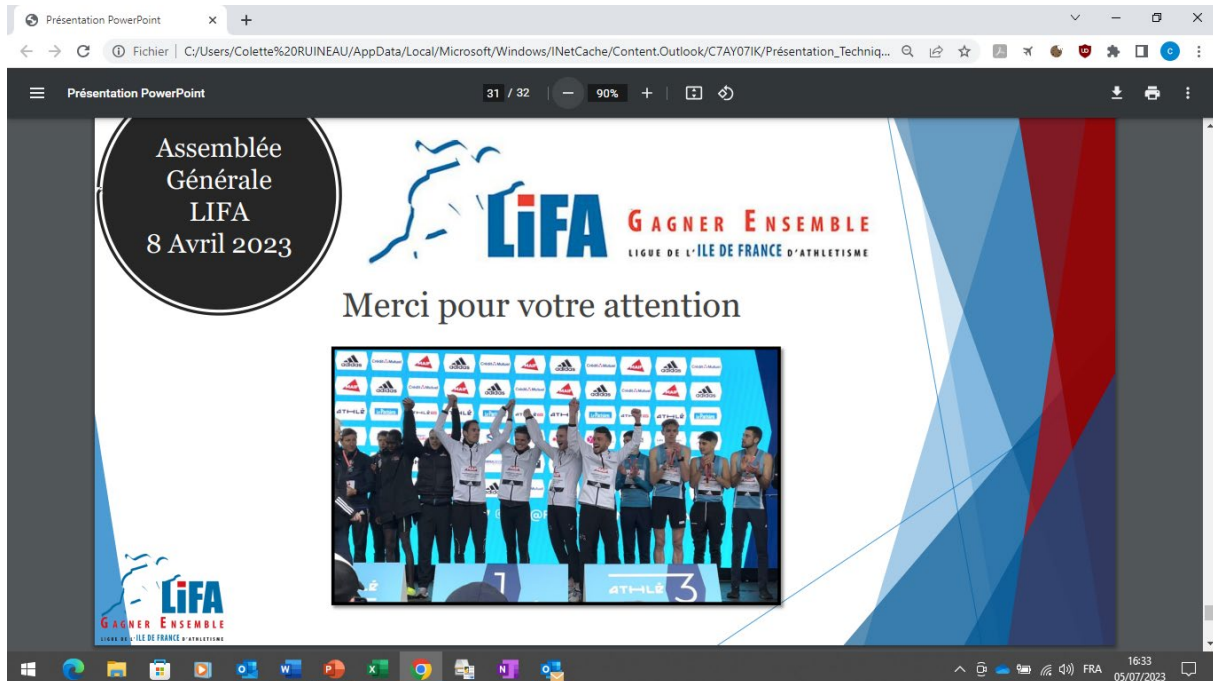 Présentation PowerPoint
Fichier
C:/Users/Colette%20RUINEAU/AppData/Local/Microsoft/Windows/INetCache/Content.Outlook/C7AY07IK/Présentation_Techniq...
Présentation PowerPoint
31 / 32
90%
Assemblée
Générale
LIFA
8 Avril 2023
LiFA
GAGNER ENSEMBLE
LIGUE DE L'ILE DE FRANCE D'ATHLETISME
Merci pour votre attention
adidas
Crédit Mutuel
ATHLÉ
1
ATHLÉ 3
LiFA
GAGNER ENSEMBLE
LIGUE DE L'ILE DE FRANCE D'ATHLETISME
FRA
16:33
05/07/2023